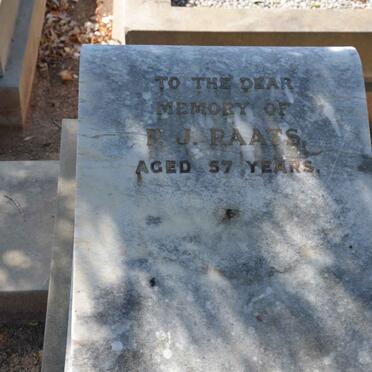 TO THE DEAR
MEMORY OF
P. J. RAATS.
AGED 57 YEARS.